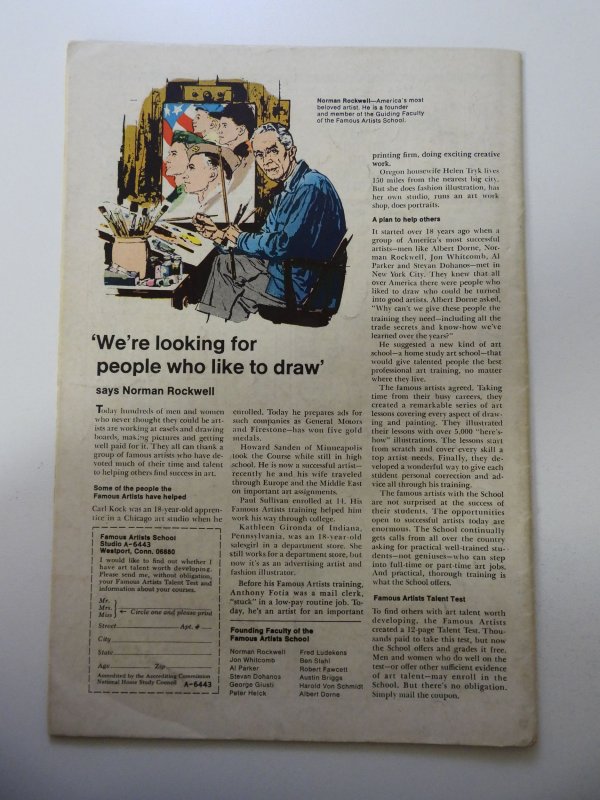 Norman Rockwell—America's most
beloved artist. He is a founder
and member of the Guiding Faculty
of the Famous Artists School.
'We're looking for
people who like to draw'
says Norman Rockwell
Today hundreds of men and women
who never thought they could be art-
ists are working at easels and drawing
boards, making pictures and getting
well paid for it. They all can thank a
group of famous artists who have de-
voted much of their time and talent
to helping others find success in art.
Some of the people the
Famous Artists have helped
Carl Kock was an 18-year-old appren-
tice in a Chicago art studio when he
Famous Artists School
Studio A-6443
Westport, Conn. 06880
I would like to find out whether I
have art talent worth developing.
Please send me, without obligation,
your Famous Artists Talent Test and
information about your courses.
Mr.
Mrs.
Miss
← Circle one and please print
Street Apt. #
City
State
Age Zip
Accredited by the Accrediting Commission
National Home Study Council A-6443
enrolled. Today he prepares ads for
such companies as General Motors
and Firestone—has won five gold
medals.
Howard Sanden of Minneapolis
took the Course while still in high
school. He is now a successful artist—
recently he and his wife traveled
through Europe and the Middle East
on important art assignments.
Paul Sullivan enrolled at 14. His
Famous Artists training helped him
work his way through college.
Kathleen Gironda of Indiana,
Pennsylvania, was an 18-year-old
salesgirl in a department store. She
still works for a department store, but
now it's as an advertising artist and
fashion illustrator.
Before his Famous Artists training,
Anthony Fotia was a mail clerk,
"stuck" in a low-pay routine job. To-
day, he's an artist for an important
Founding Faculty of the
Famous Artists School
Norman Rockwell
Jon Whitcomb
Al Parker
Stevan Dohanos
George Giusti
Peter Helck
Fred Ludekens
Ben Stahl
Robert Fawcett
Austin Briggs
Harold Von Schmidt
Albert Dorne
printing firm, doing exciting creative
work.
Oregon housewife Helen Tryk lives
150 miles from the nearest big city.
But she does fashion illustration, has
her own studio, runs an art work
shop, does portraits.
A plan to help others
It started over 18 years ago when a
group of America's most successful
artists—men like Albert Dorne, Nor-
man Rockwell, Jon Whitcomb, Al
Parker and Stevan Dohanos—met in
New York City. They knew that all
over America there were people who
liked to draw who could be turned
into good artists. Albert Dorne asked,
"Why can't we give these people the
training they need—including all the
trade secrets and know-how we've
learned over the years?"
He suggested a new kind of art
school—a home study art school—that
would give talented people the best
professional art training, no matter
where they live.
The famous artists agreed. Taking
time from their busy careers, they
created a remarkable series of art
lessons covering every aspect of draw-
ing and painting. They illustrated
their lessons with over 5,000 "here's-
how" illustrations. The lessons start
from scratch and cover every skill a
top artist needs. Finally, they de-
veloped a wonderful way to give each
student personal correction and ad-
vice all through his training.
The famous artists with the School
are not surprised at the success of
their students. The opportunities
open to successful artists today are
enormous. The School continually
gets calls from all over the country
asking for practical well-trained stu-
dents—not geniuses—who can step
into full-time or part-time art jobs.
And practical, thorough training is
what the School offers.
Famous Artists Talent Test
To find others with art talent worth
developing, the Famous Artists
created a 12-page Talent Test. Thou-
sands paid to take this test, but now
the School offers and grades it free.
Men and women who do well on the
test—or offer other sufficient evidence
of art talent—may enroll in the
School. But there's no obligation.
Simply mail the coupon.